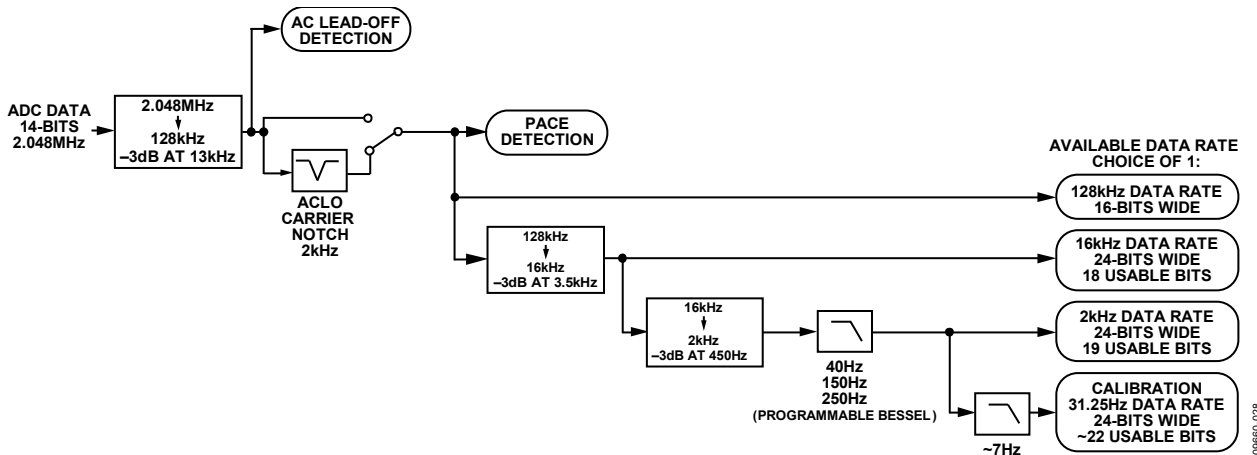 AC LEAD-OFF
DETECTION
ADC DATA
14-BITS
2.048MHz
2.048MHz
128kHz
–3dB AT 13kHz
ACLO
CARRIER
NOTCH
2kHz
PACE
DETECTION
AVAILABLE DATA RATE
CHOICE OF 1:
128kHz DATA RATE
16-BITS WIDE
128kHz
16kHz
–3dB AT 3.5kHz
16kHz DATA RATE
24-BITS WIDE
18 USABLE BITS
16kHz
2kHz
–3dB AT 450Hz
40Hz
150Hz
250Hz
(PROGRAMMABLE BESSEL)
2kHz DATA RATE
24-BITS WIDE
19 USABLE BITS
~7Hz
CALIBRATION
31.25Hz DATA RATE
24-BITS WIDE
~22 USABLE BITS
09660-028